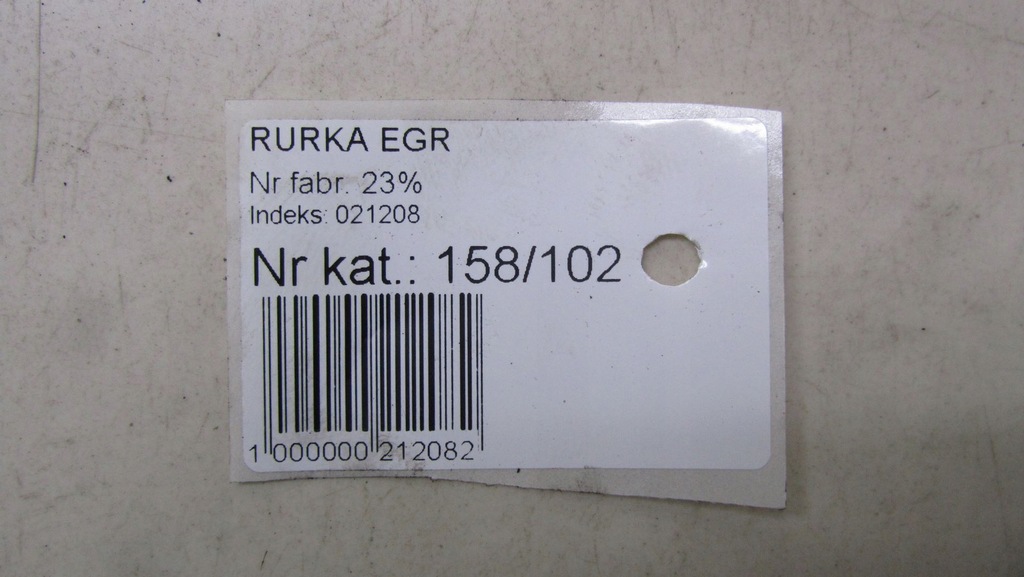 RURKA EGR
Nr fabr. 23%
Indeks: 021208
Nr kat.: 158/102
1 000000 212082